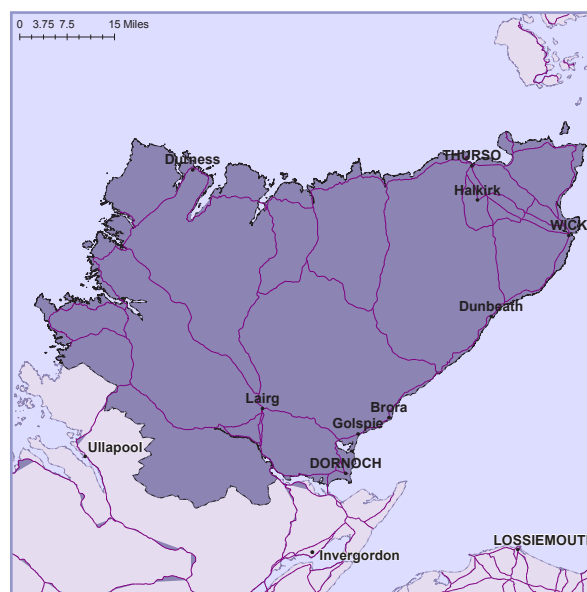 0 3.75 7.5 15 Miles
Durness
THURSO
Halkirk
WICK
Dunbeath
Lairg
Brora
Golspie
Ullapool
DORNOCH
LOSSIEMOUTH
Invergordon